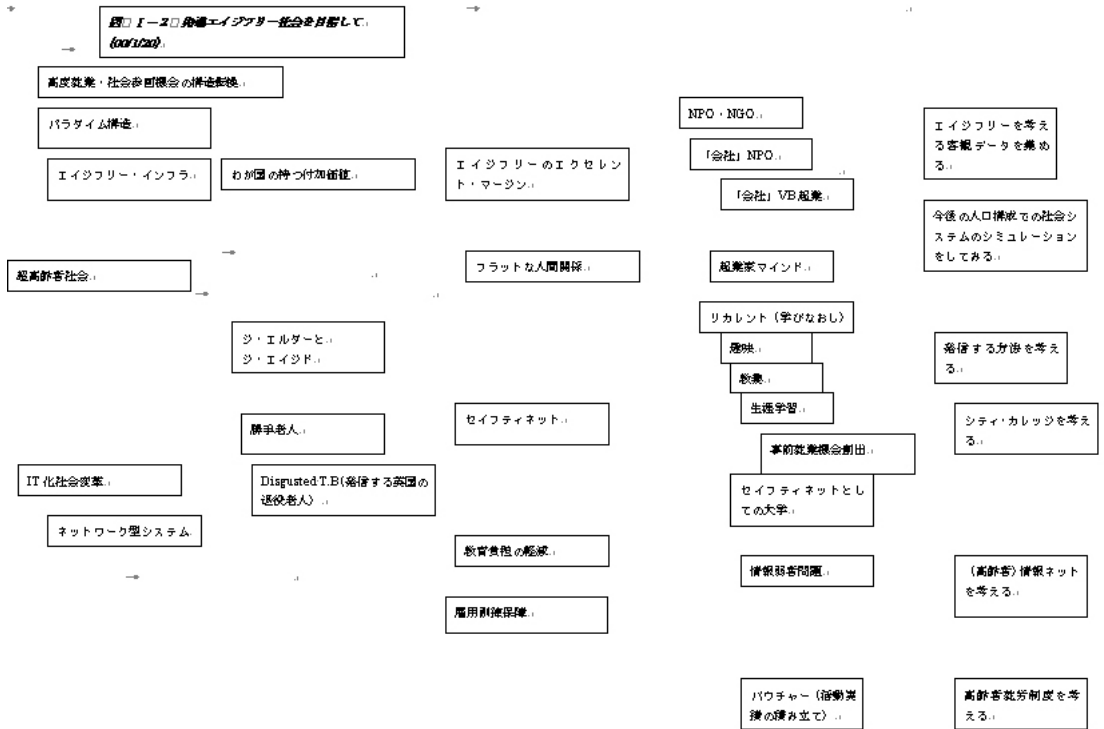 図 Ⅰ－２ 発進エイジフリー社会を目指して
(00/1/20)
高度就業・社会参画機会の構造転換
パラダイム構造
エイジフリー・インフラ
わが国の持つ付加価値
超高齢者社会
ジ・エルダーと
ジ・エイジド
勝手老人
Disgusted T.B(発信する英国の
退役老人）
IT 化社会変革
ネットワーク型システム
エイジフリーのエクセレン
ト・マージン
フラットな人間関係
セイフティネット
教育負担の軽減
雇用訓練保障
NPO・NGO
「会社」NPO
「会社」VB 起業
起業家マインド
リカレント（学びなおし）
趣味
教養
生涯学習
事前就業機会創出
セイフティネットとし
ての大学
情報弱者問題
バウチャー（活動実
績の積み立て）
エイジフリーを考え
る客観データを集め
る
今後の人口構成での社会シ
ステムのシミュレーション
をしてみる
発信する方法を考え
る
シティ・カレッジを考え
る
（高齢者）情報ネット
を考える
高齢者就労制度を考
える